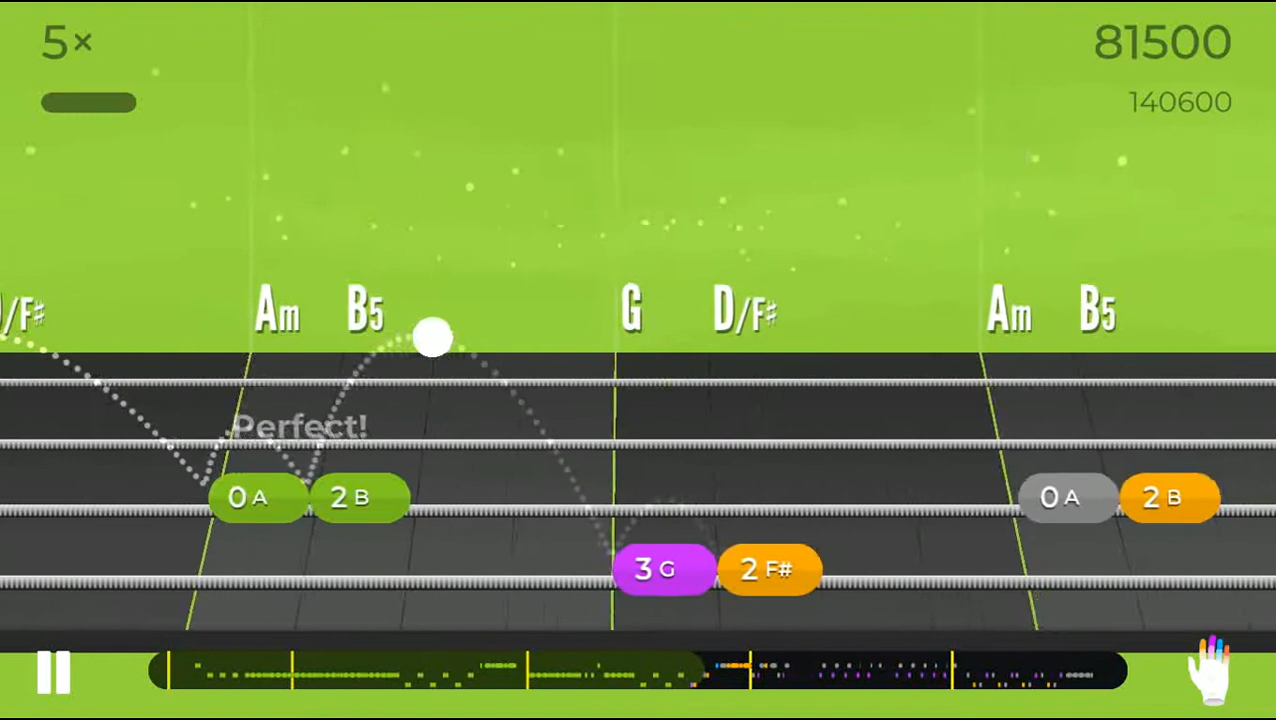 5×
81500
140600
/F# Am B5 G D/F# Am B5
Perfect!
0 A 2 B 0 A 2 B
3 G 2 F#